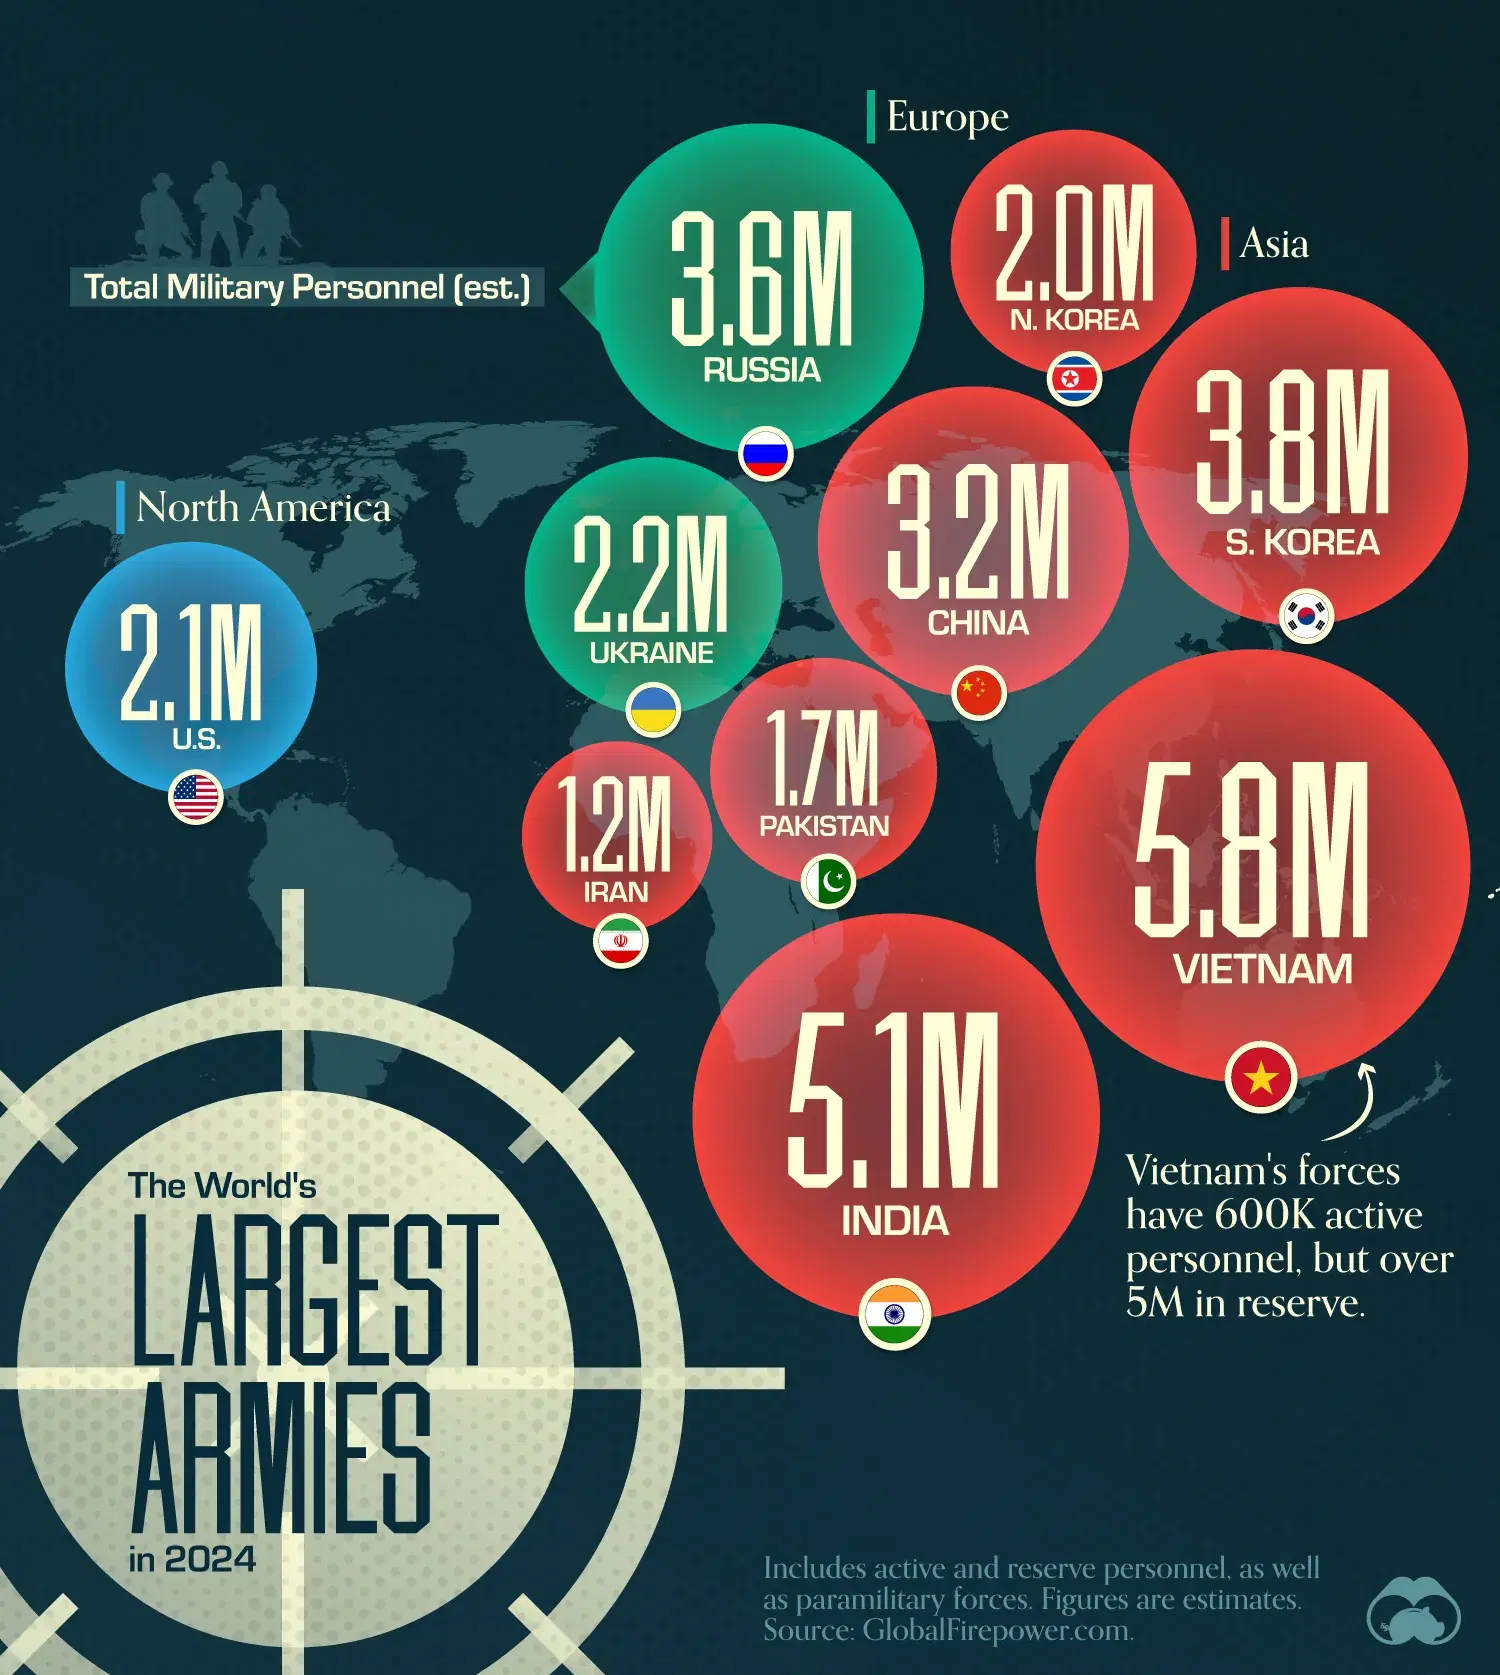 Europe
3.6M
RUSSIA
2.0M
N. KOREA
Asia
Total Military Personnel (est.)
3.8M
S. KOREA
North America
2.1M
U.S.
2.2M
UKRAINE
3.2M
CHINA
1.7M
PAKISTAN
1.2M
IRAN
5.8M
VIETNAM
5.1M
INDIA
Vietnam's forces
have 600K active
personnel, but over
5M in reserve.
The World's
LARGEST
ARMIES
in 2024
Includes active and reserve personnel, as well
as paramilitary forces. Figures are estimates.
Source: GlobalFirepower.com.